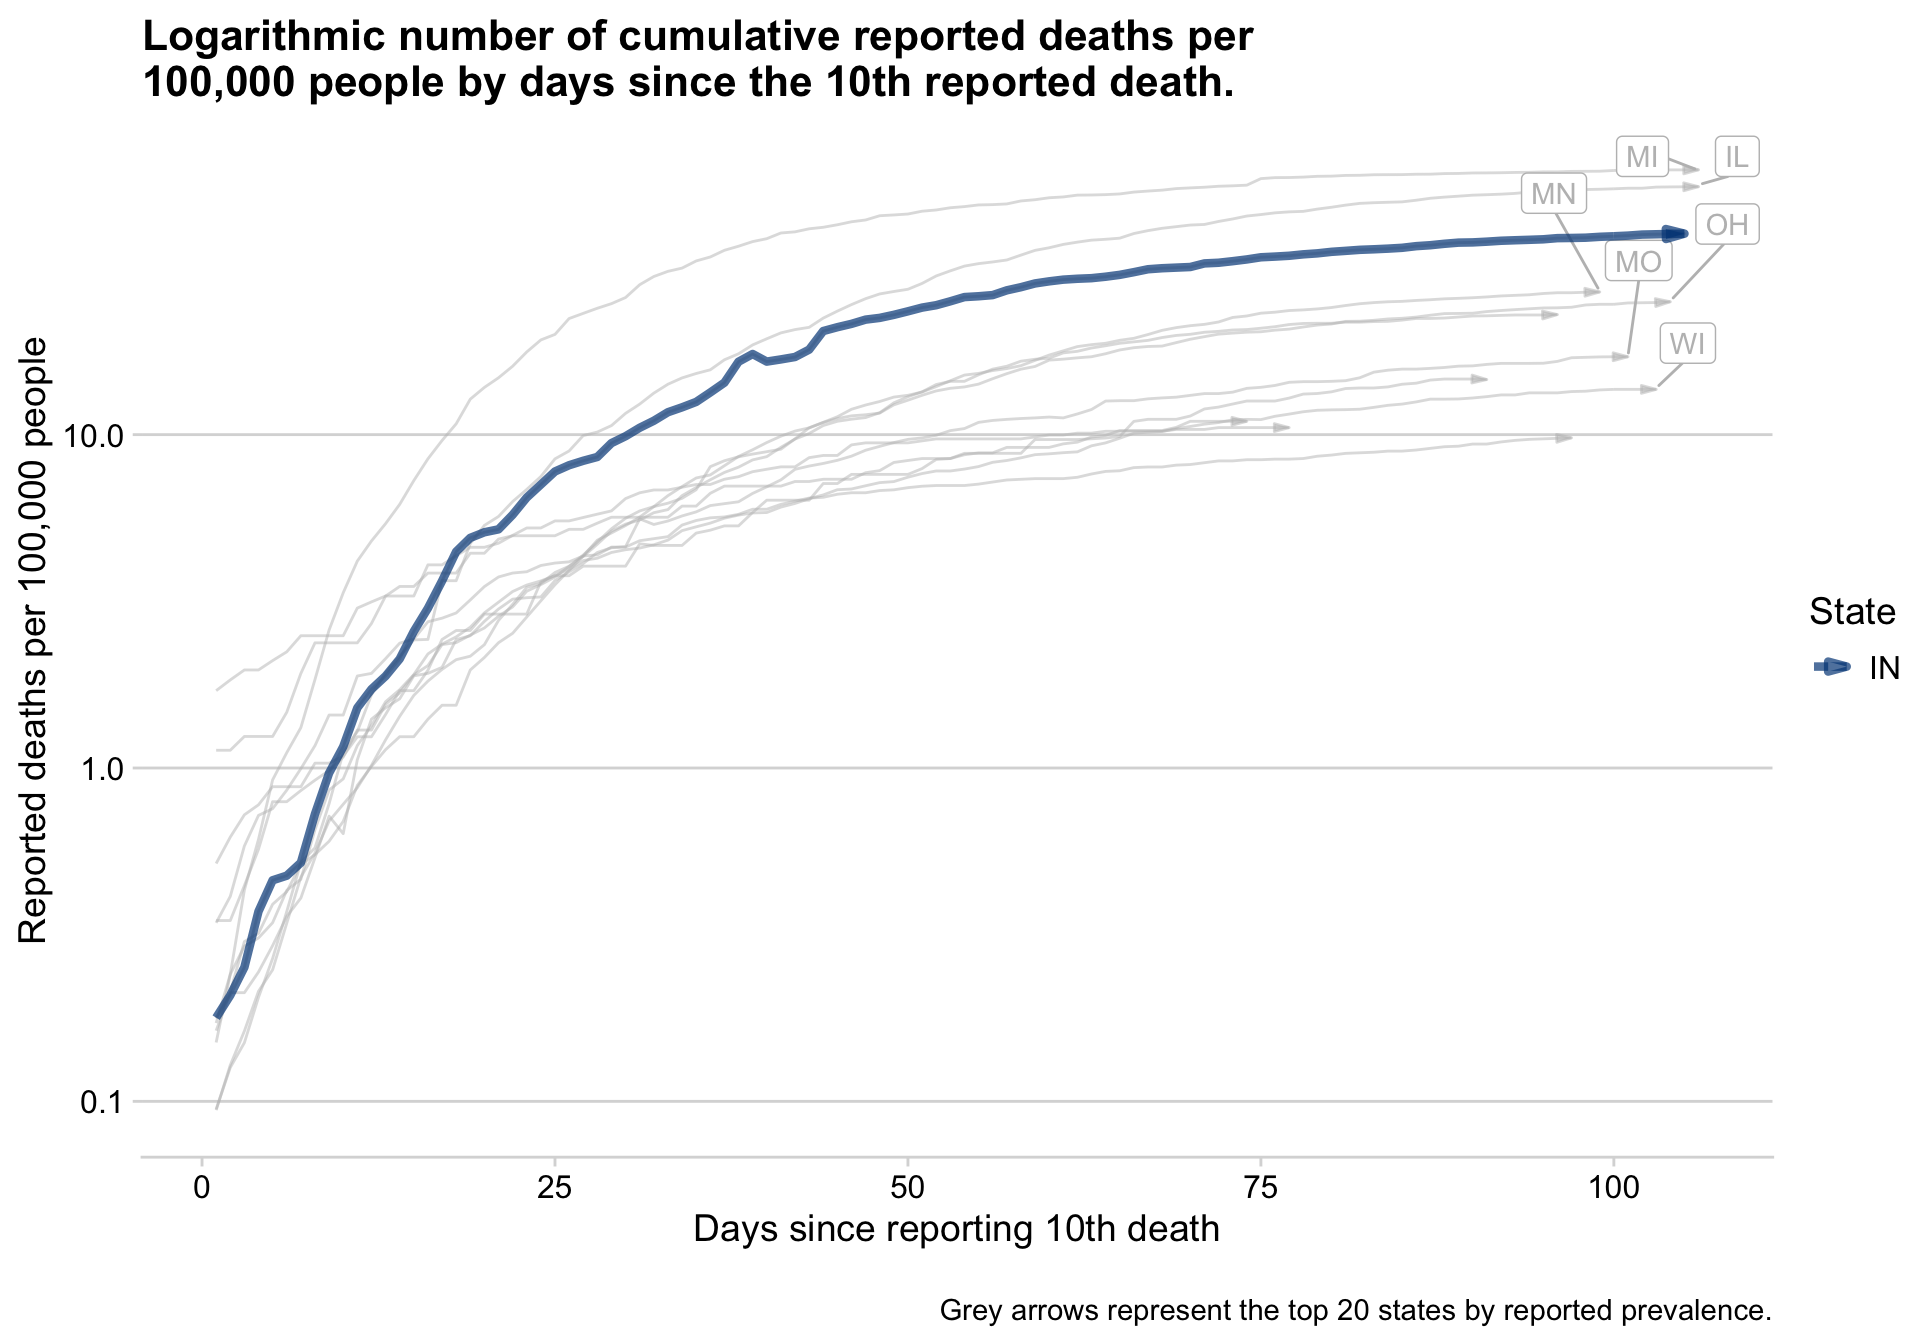 Logarithmic number of cumulative reported deaths per
100,000 people by days since the 10th reported death.
MI
IL
MN
OH
MO
WI
Reported deaths per 100,000 people
10.0
1.0
0.1
State
IN
0
25
50
75
100
Days since reporting 10th death
Grey arrows represent the top 20 states by reported prevalence.